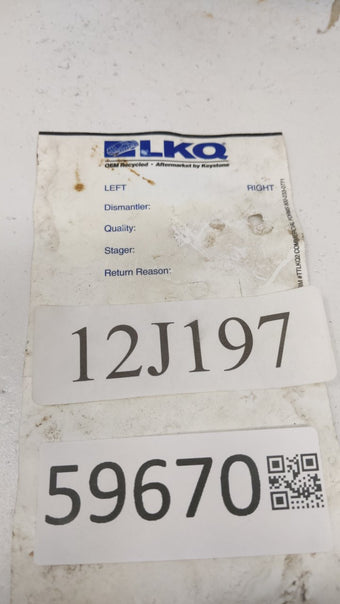 LKQ
OEM Recycled • Aftermarket by Keystone
LEFT RIGHT
Dismantler:
Quality:
Stager:
Return Reason:
12J197
59670